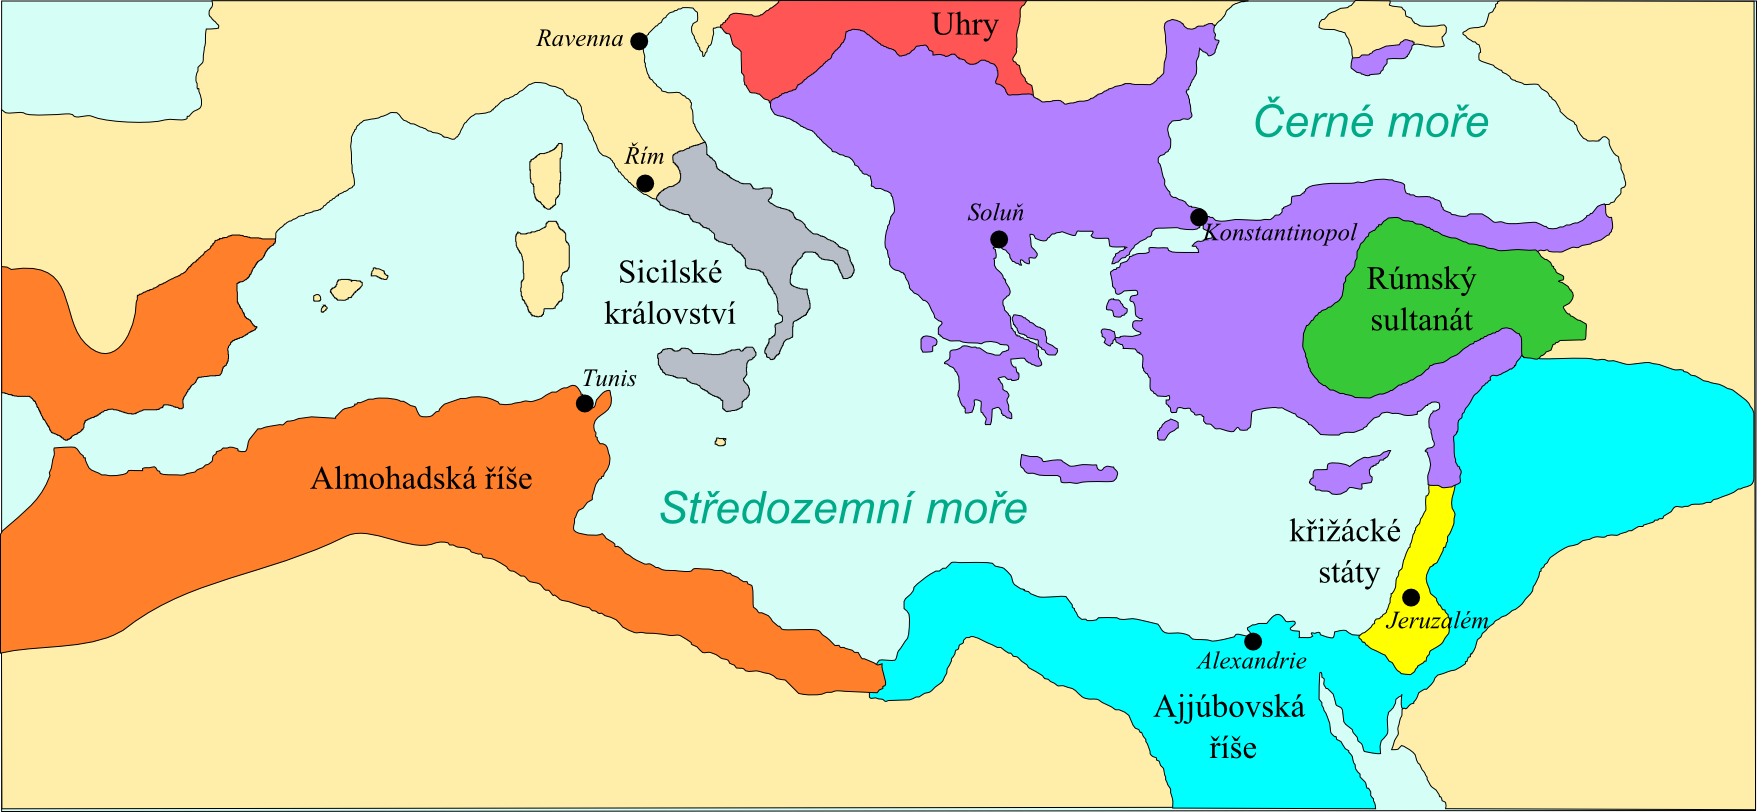 Uhry
Ravenna
Černé moře
Řím
Soluň
Konstantinopol
Sicilské
království
Rúmský
sultanát
Tunis
Almohadská říše
Středozemní moře
křižácké
státy
Jeruzalém
Alexandrie
Ajjúbovská
říše